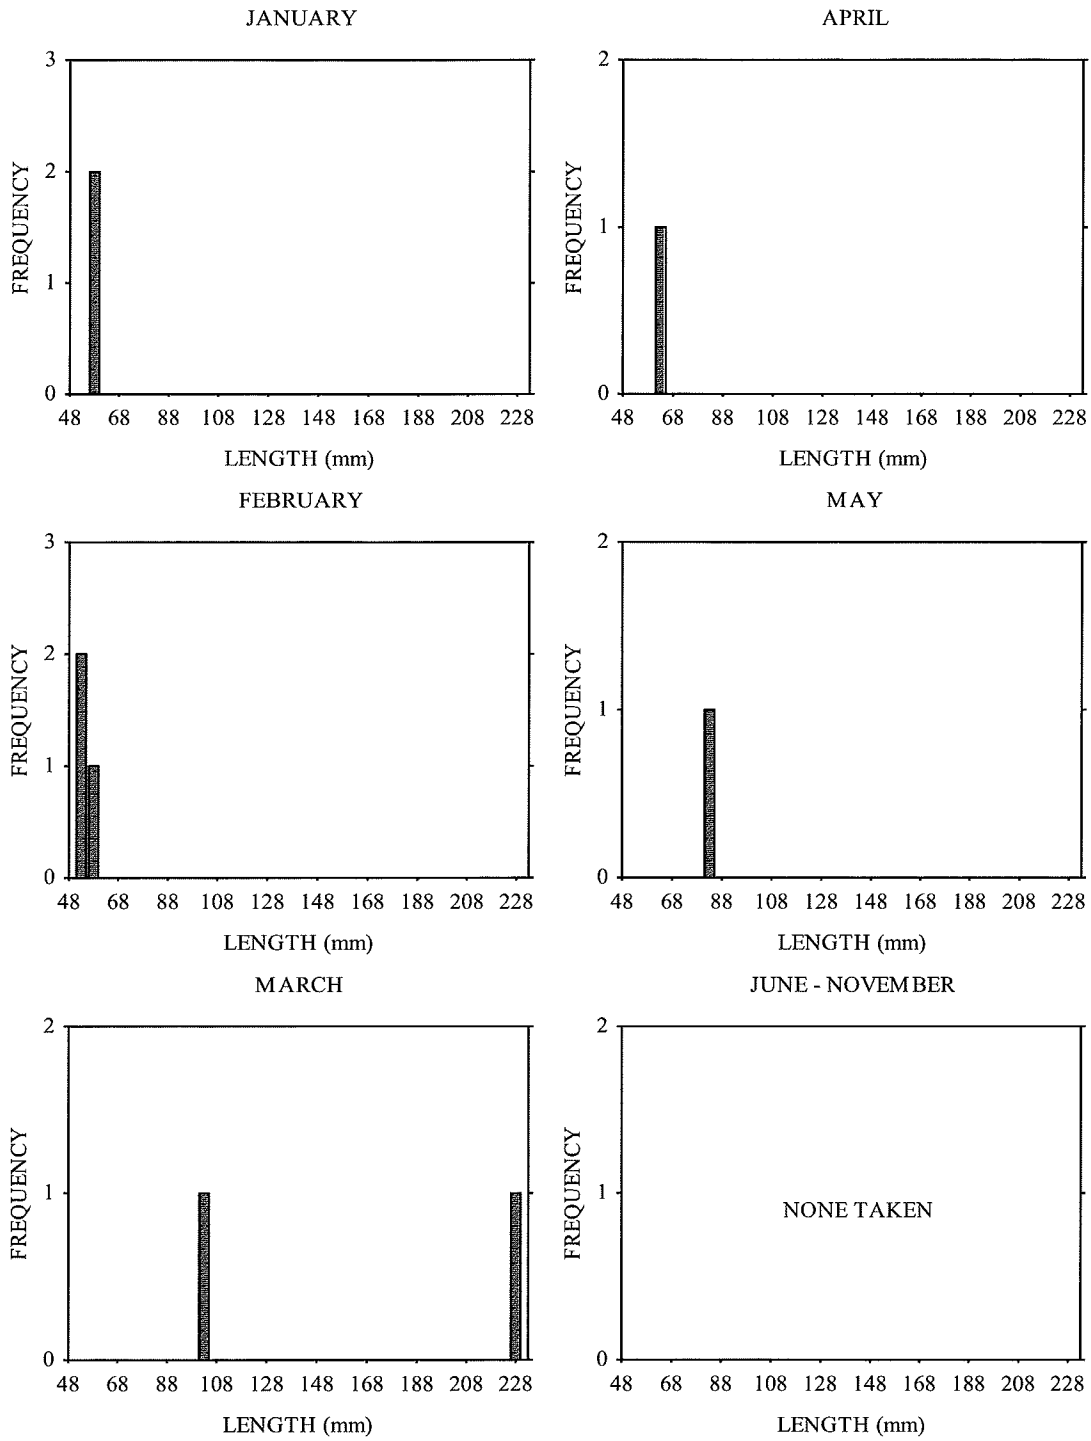 JANUARY
3
2
1
0
FREQUENCY
48 68 88 108 128 148 168 188 208 228
LENGTH (mm)
APRIL
2
1
0
FREQUENCY
48 68 88 108 128 148 168 188 208 228
LENGTH (mm)
FEBRUARY
3
2
1
0
FREQUENCY
48 68 88 108 128 148 168 188 208 228
LENGTH (mm)
MAY
2
1
0
FREQUENCY
48 68 88 108 128 148 168 188 208 228
LENGTH (mm)
MARCH
2
1
0
FREQUENCY
48 68 88 108 128 148 168 188 208 228
LENGTH (mm)
JUNE - NOVEMBER
2
1
0
FREQUENCY
NONE TAKEN
48 68 88 108 128 148 168 188 208 228
LENGTH (mm)